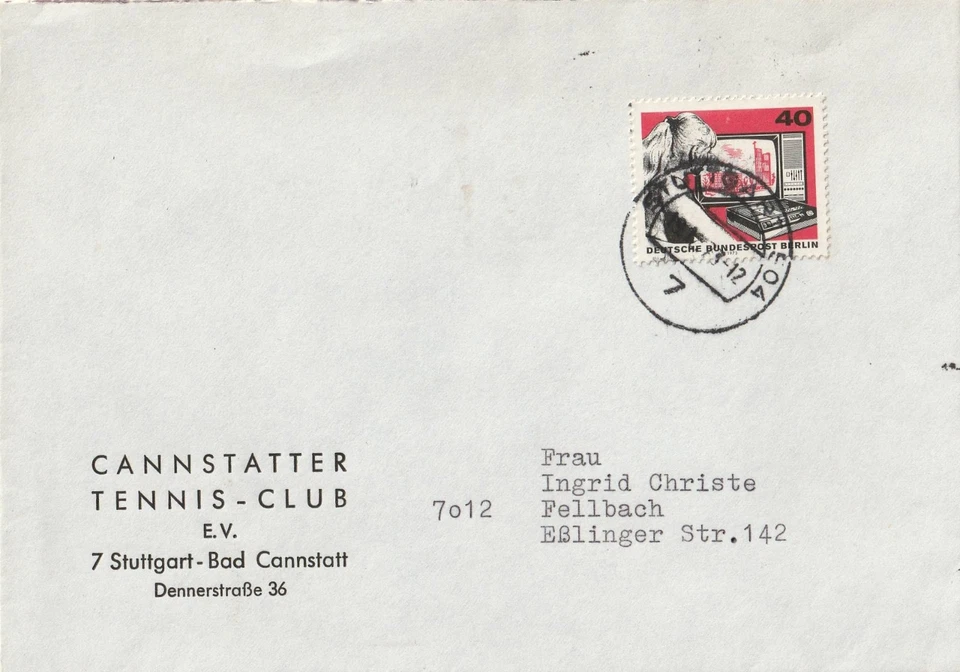 40
DEUTSCHE BUNDESPOST BERLIN
7
CANNSTATTER
TENNIS-CLUB
E.V.
7 Stuttgart-Bad Cannstatt
Dennerstraße 36
Frau
Ingrid Christe
7o12 Fellbach
Eßlinger Str.142